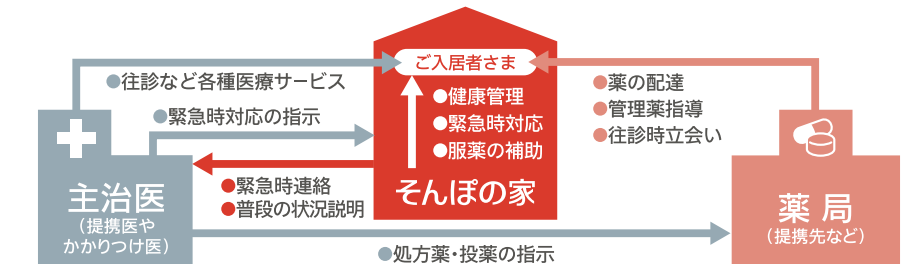 ご入居者さま
●健康管理
●緊急時対応
●服薬の補助
そんぽの家
●往診など各種医療サービス
●緊急時対応の指示
●緊急時連絡
●普段の状況説明
主治医
(提携医や
かかりつけ医)
●薬の配達
●管理薬指導
●往診時立会い
薬局
(提携先など)
●処方薬・投薬の指示